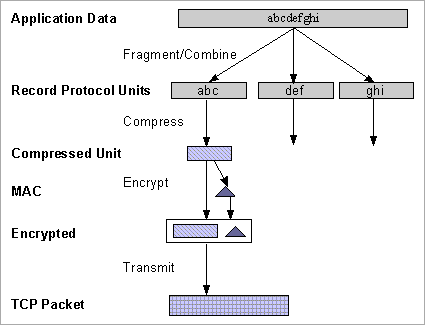 Application Data
abcdefghi
Fragment/Combine
Record Protocol Units
abc
def
ghi
Compress
Compressed Unit
Encrypt
MAC
Encrypted
Transmit
TCP Packet